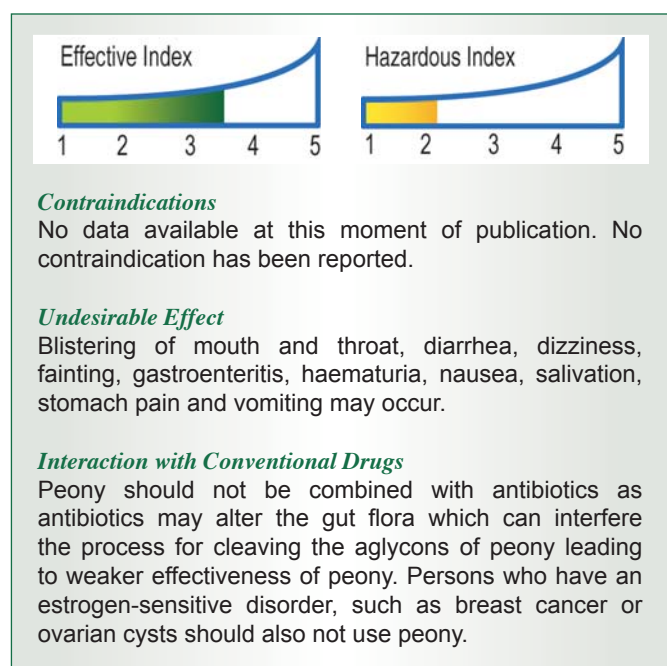 Effective Index Hazardous Index
1 2 3 4 5 1 2 3 4 5
Contraindications
No data available at this moment of publication. No
contraindication has been reported.
Undesirable Effect
Blistering of mouth and throat, diarrhea, dizziness,
fainting, gastroenteritis, haematuria, nausea, salivation,
stomach pain and vomiting may occur.
Interaction with Conventional Drugs
Peony should not be combined with antibiotics as
antibiotics may alter the gut flora which can interfere
the process for cleaving the aglycons of peony leading
to weaker effectiveness of peony. Persons who have an
estrogen-sensitive disorder, such as breast cancer or
ovarian cysts should also not use peony.